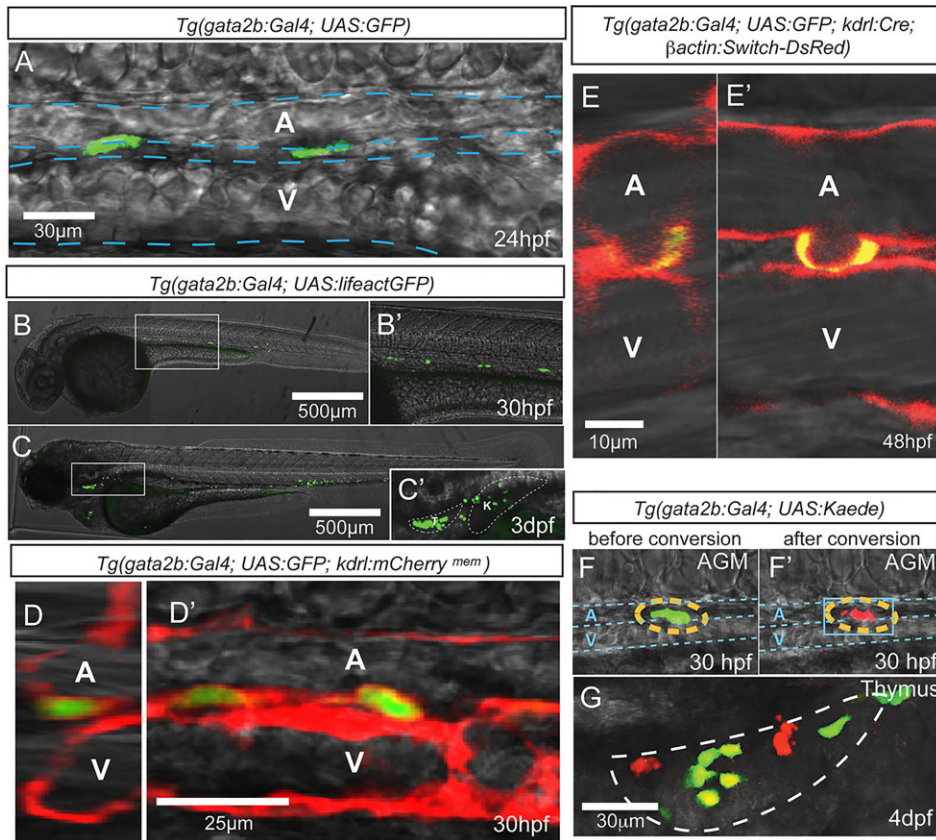 Tg(gata2b:Gal4; UAS:GFP)
A
A
V
30µm
24hpf
Tg(gata2b:Gal4; UAS:lifeactGFP)
B
500µm
B'
30hpf
C
500µm
C'
T
K
3dpf
Tg(gata2b:Gal4; UAS:GFP; kdrl:mCherry mem)
D
A
V
D'
A
V
25µm
30hpf
Tg(gata2b:Gal4; UAS:GFP; kdrl:Cre;
βactin:Switch-DsRed)
E
A
V
10µm
E'
A
V
48hpf
Tg(gata2b:Gal4; UAS:Kaede)
before conversion
after conversion
F
AGM
A
V
30 hpf
F'
AGM
A
V
30 hpf
G
Thymus
30µm
4dpf